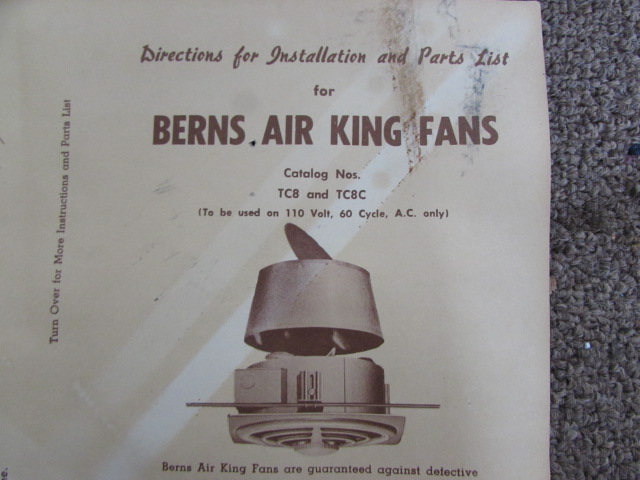 Directions for Installation and Parts List
for
BERNS AIR KING FANS
Catalog Nos.
TC8 and TC8C
(To be used on 110 Volt, 60 Cycle, A.C. only)
Berns Air King Fans are guaranteed against defective
Turn Over for More Instructions and Parts List